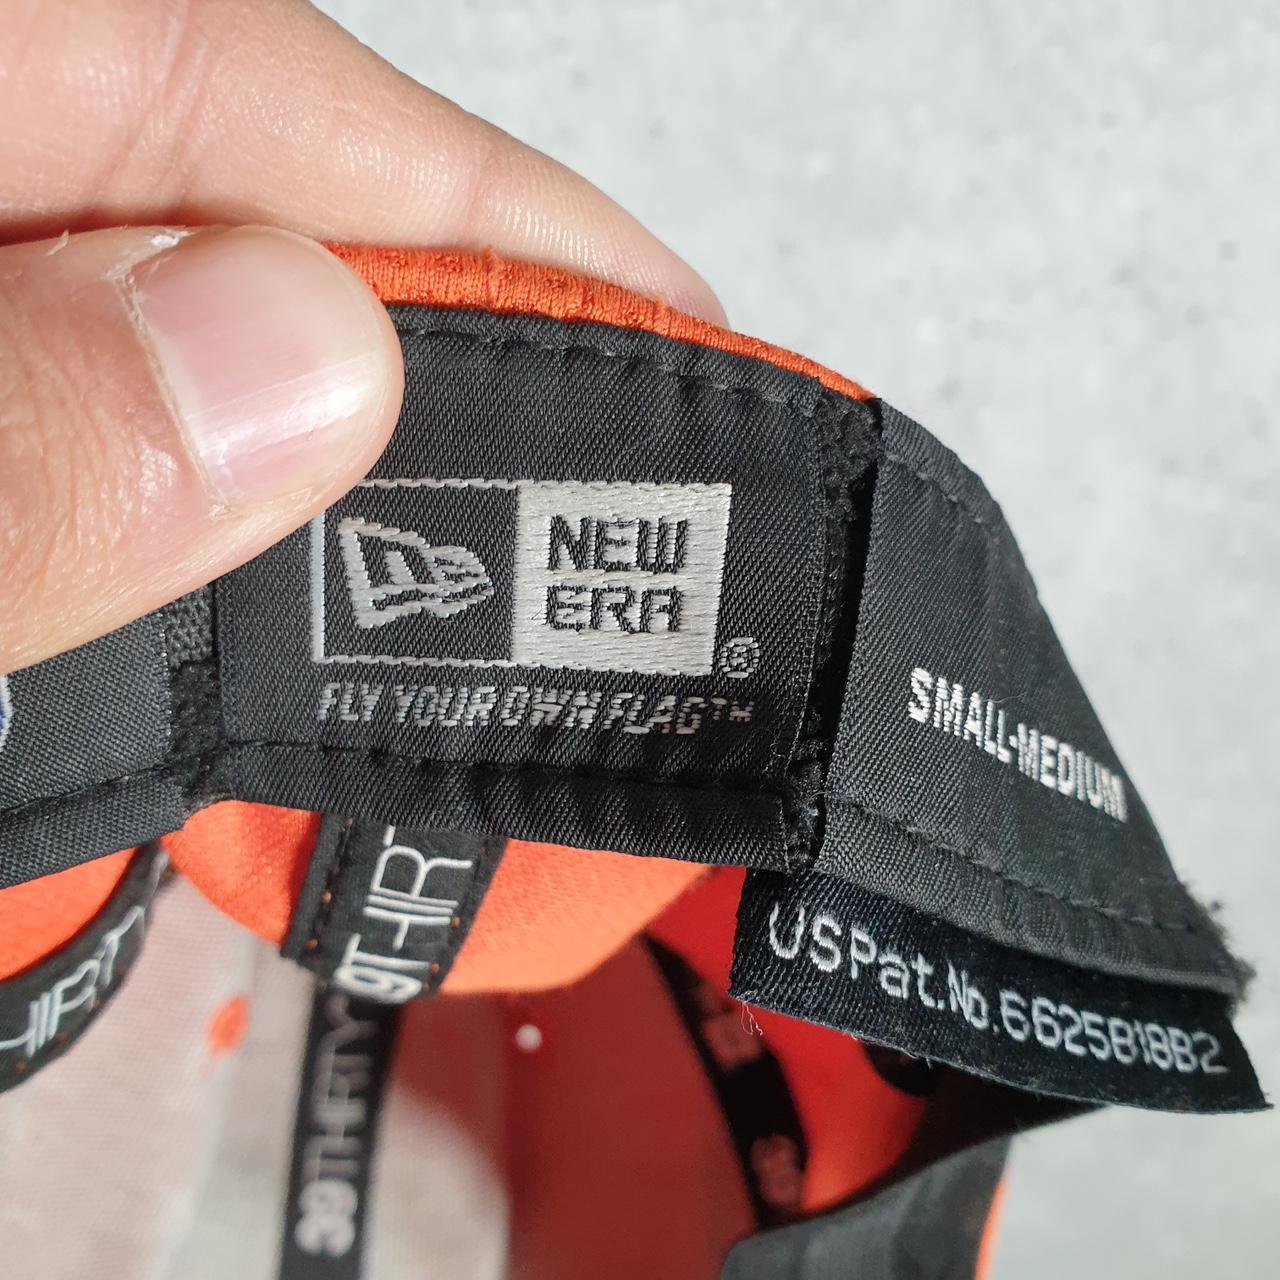 NEW
ERA
®
FLY YOUR OWN FLAG™
SMALL-MEDIUM
USPat.No.6625818B2
39THIRTY